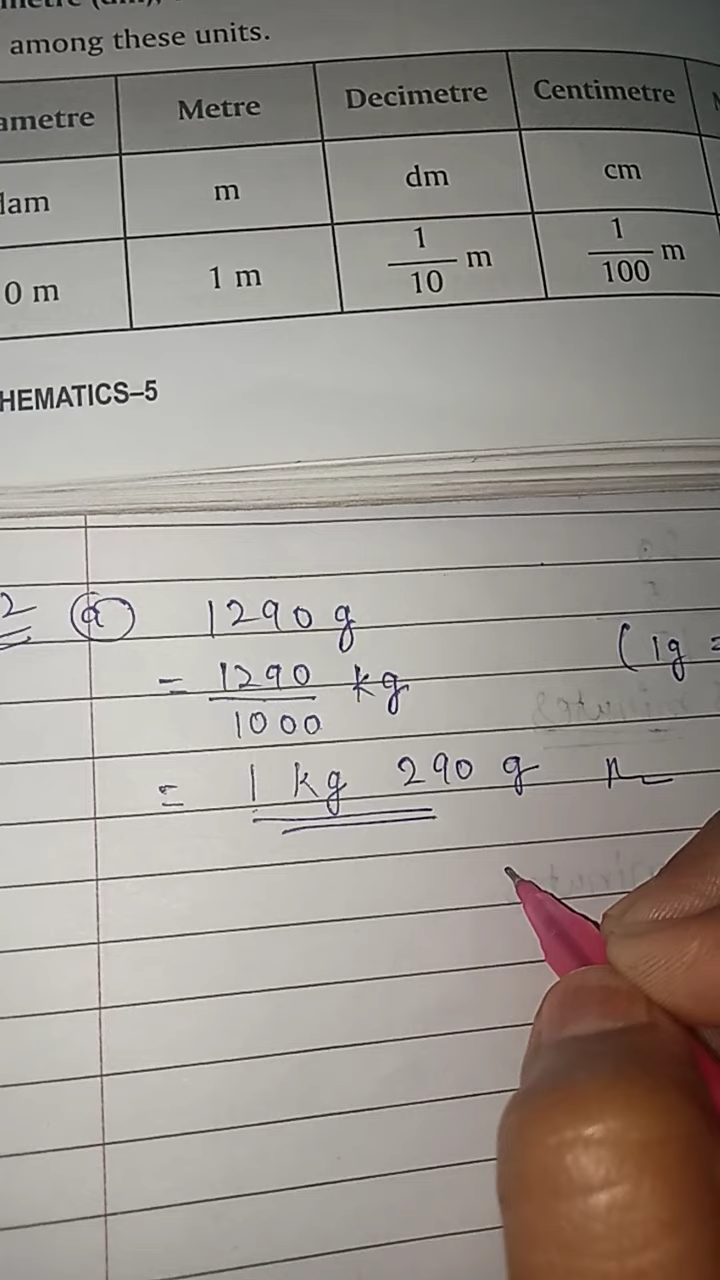 among these units.
ametre Metre Decimetre Centimetre
dam m dm cm
0 m 1 m 1/10 m 1/100 m
HEMATICS–5
2 (a) 1290 g
= 1290/1000 kg (1g =
= 1 kg 290 g